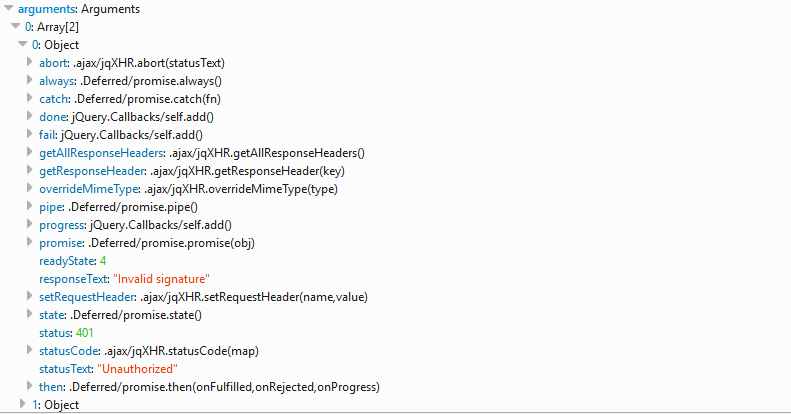 arguments: Arguments
0: Array[2]
0: Object
abort: .ajax/jqXHR.abort(statusText)
always: .Deferred/promise.always()
catch: .Deferred/promise.catch(fn)
done: jQuery.Callbacks/self.add()
fail: jQuery.Callbacks/self.add()
getAllResponseHeaders: .ajax/jqXHR.getAllResponseHeaders()
getResponseHeader: .ajax/jqXHR.getResponseHeader(key)
overrideMimeType: .ajax/jqXHR.overrideMimeType(type)
pipe: .Deferred/promise.pipe()
progress: jQuery.Callbacks/self.add()
promise: .Deferred/promise.promise(obj)
readyState: 4
responseText: "Invalid signature"
setRequestHeader: .ajax/jqXHR.setRequestHeader(name,value)
state: .Deferred/promise.state()
status: 401
statusCode: .ajax/jqXHR.statusCode(map)
statusText: "Unauthorized"
then: .Deferred/promise.then(onFulfilled,onRejected,onProgress)
1: Object